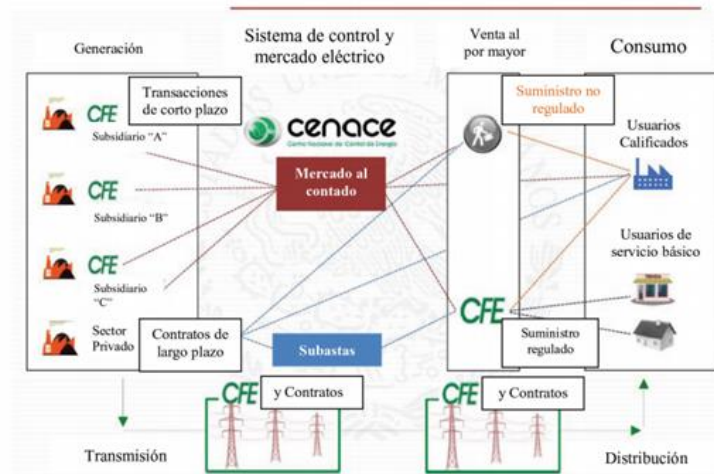 Generación
Sistema de control y
mercado eléctrico
Venta al
por mayor
Consumo
Transacciones
de corto plazo
CFE
Subsidiario “A”
CFE
Subsidiario “B”
CFE
Subsidiario
“C”
Sector
Privado
Contratos de
largo plazo
cenace
Centro Nacional de Control de Energía
Mercado al
contado
Subastas
Suministro no
regulado
CFE
Suministro
regulado
Usuarios
Calificados
Usuarios de
servicio básico
CFE
y Contratos
CFE
y Contratos
Transmisión
Distribución